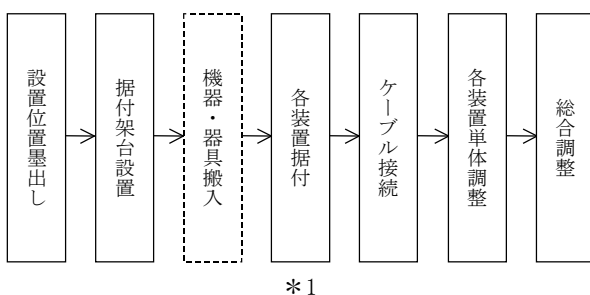 設置位置墨出し
据付架台設置
機器・器具搬入
各装置据付
ケーブル接続
各装置単体調整
総合調整
＊1